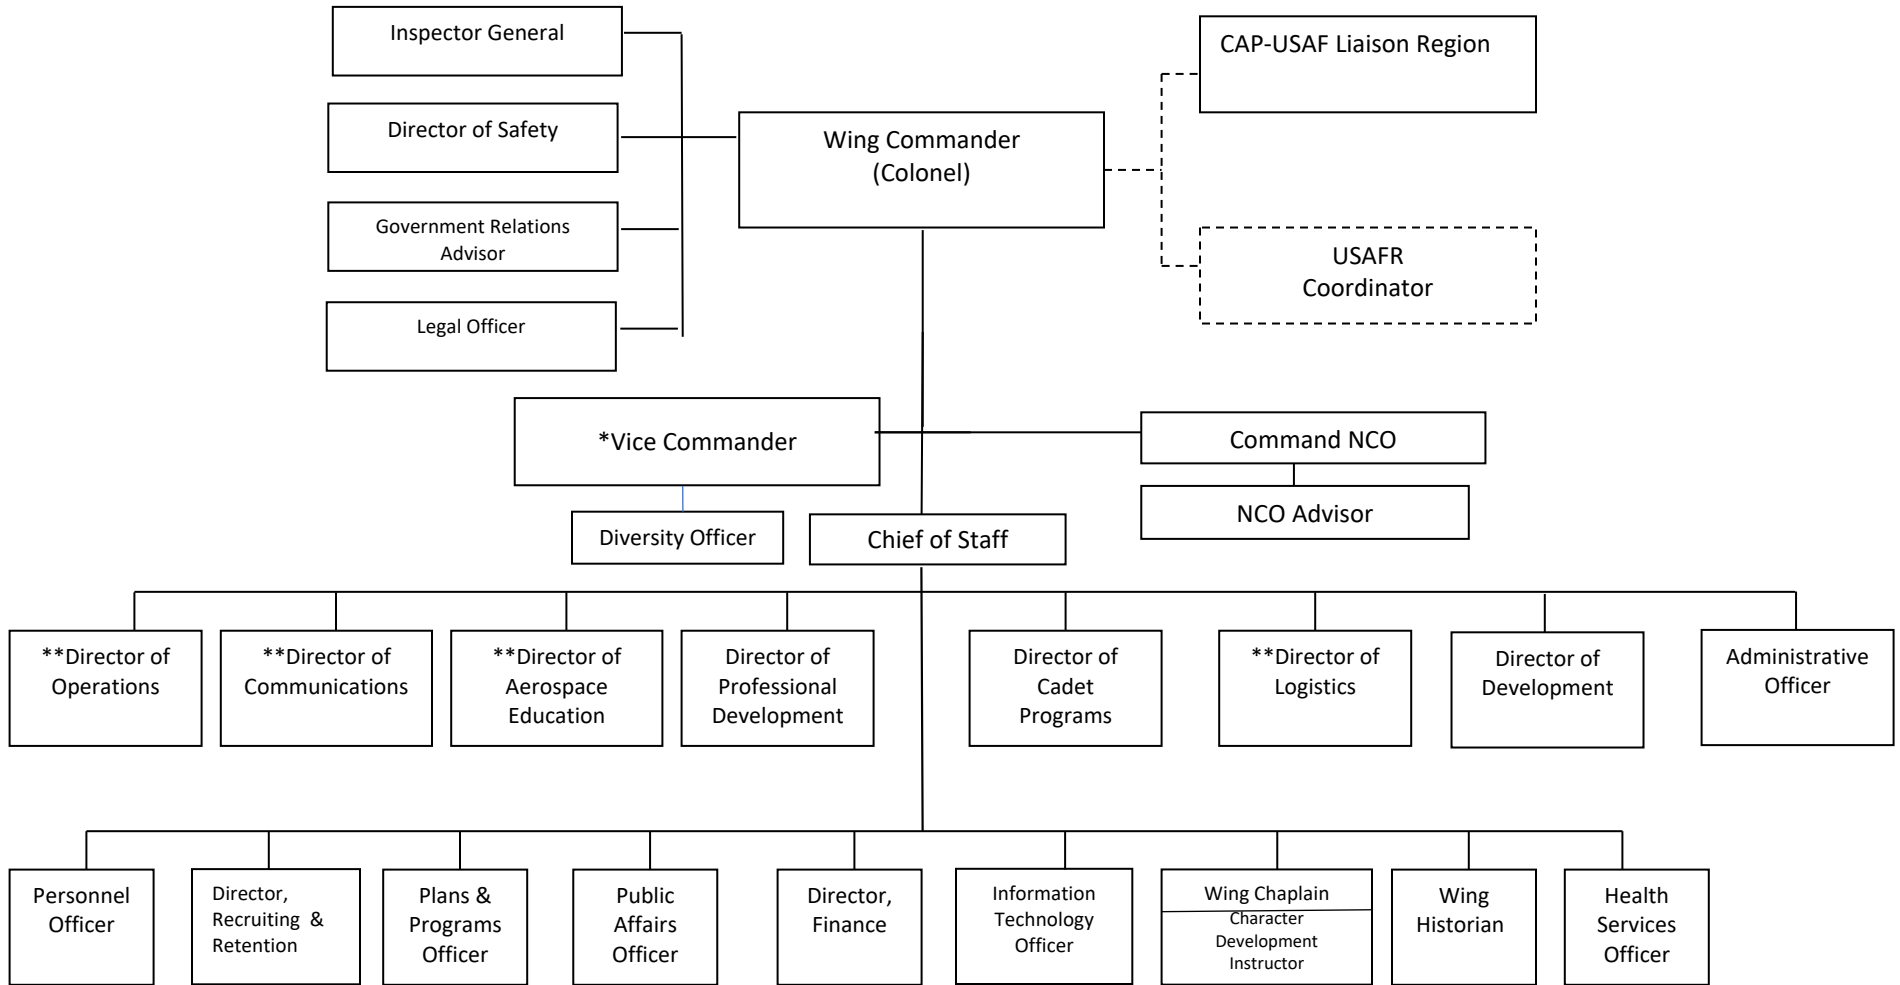 Inspector General
CAP-USAF Liaison Region
Director of Safety
Wing Commander
(Colonel)
Government Relations
Advisor
USAFR
Coordinator
Legal Officer
*Vice Commander
Command NCO
NCO Advisor
Diversity Officer
Chief of Staff
**Director of
Operations
**Director of
Communications
**Director of
Aerospace
Education
Director of
Professional
Development
Director of
Cadet
Programs
**Director of
Logistics
Director of
Development
Administrative
Officer
Personnel
Officer
Director,
Recruiting & 
Retention
Plans &
Programs
Officer
Public
Affairs
Officer
Director,
Finance
Information
Technology
Officer
Wing Chaplain
Character
Development
Instructor
Wing
Historian
Health
Services
Officer